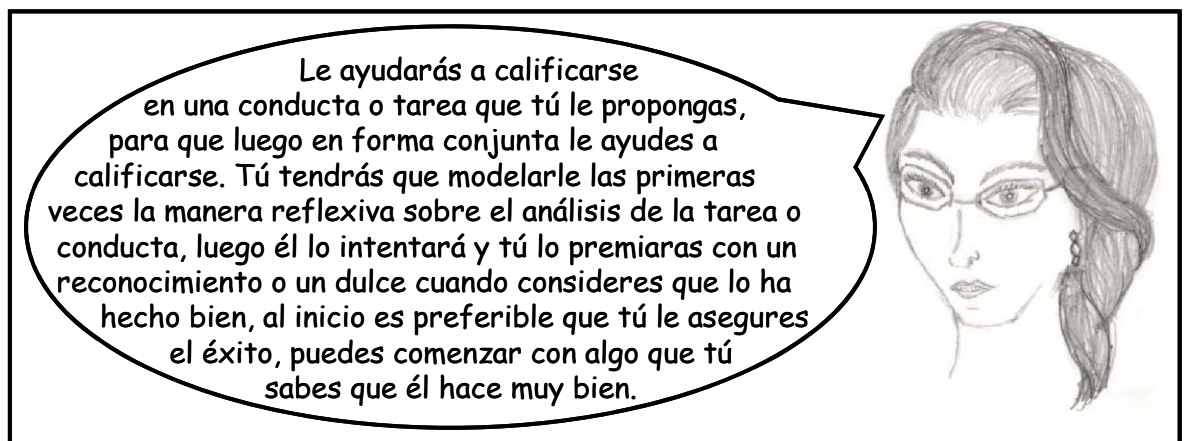 Le ayudarás a calificarse
en una conducta o tarea que tú le propongas,
para que luego en forma conjunta le ayudes a
calificarse. Tú tendrás que modelarle las primeras
veces la manera reflexiva sobre el análisis de la tarea o
conducta, luego él lo intentará y tú lo premiaras con un
reconocimiento o un dulce cuando consideres que lo ha
hecho bien, al inicio es preferible que tú le asegures
el éxito, puedes comenzar con algo que tú
sabes que él hace muy bien.